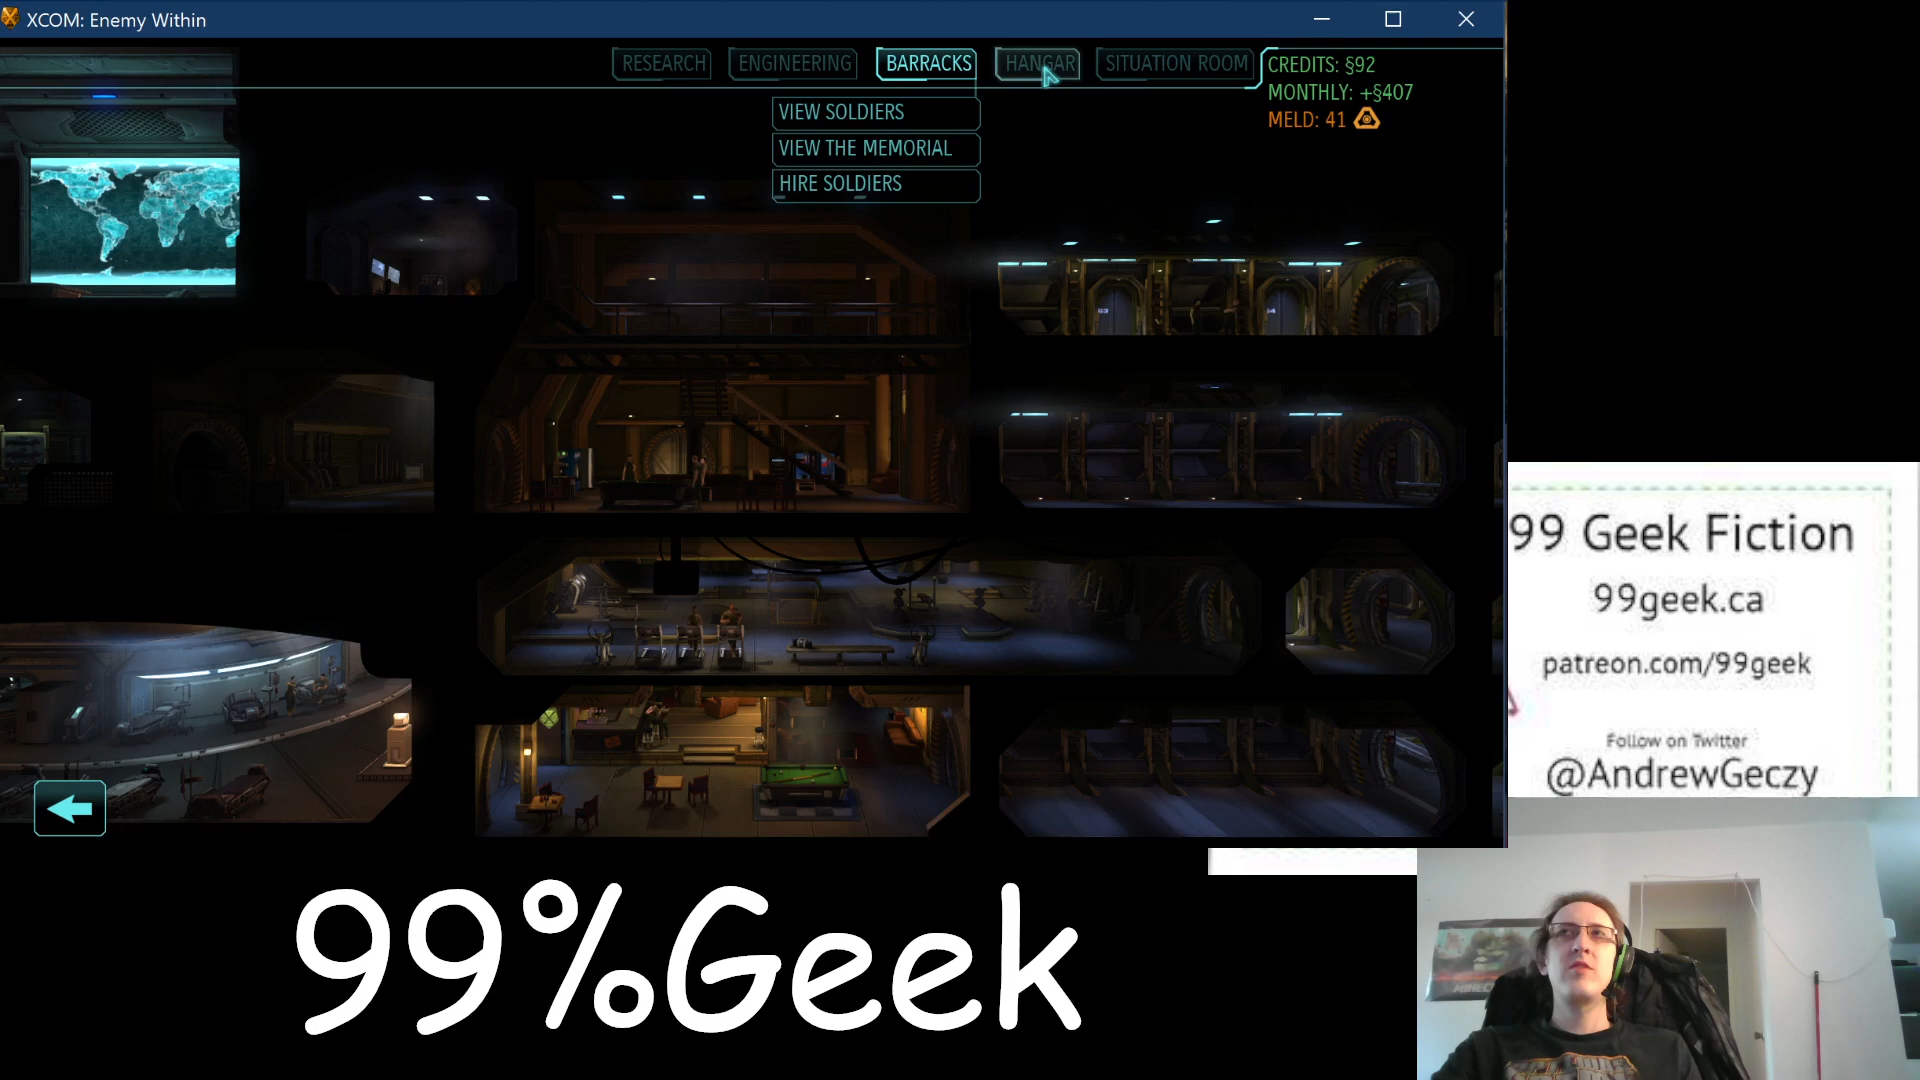 XCOM: Enemy Within
RESEARCH
ENGINEERING
BARRACKS
HANGAR
SITUATION ROOM
CREDITS: §92
MONTHLY: +§407
MELD: 41
VIEW SOLDIERS
VIEW THE MEMORIAL
HIRE SOLDIERS
99 Geek Fiction
99geek.ca
patreon.com/99geek
Follow on Twitter
@AndrewGeczy
99%Geek